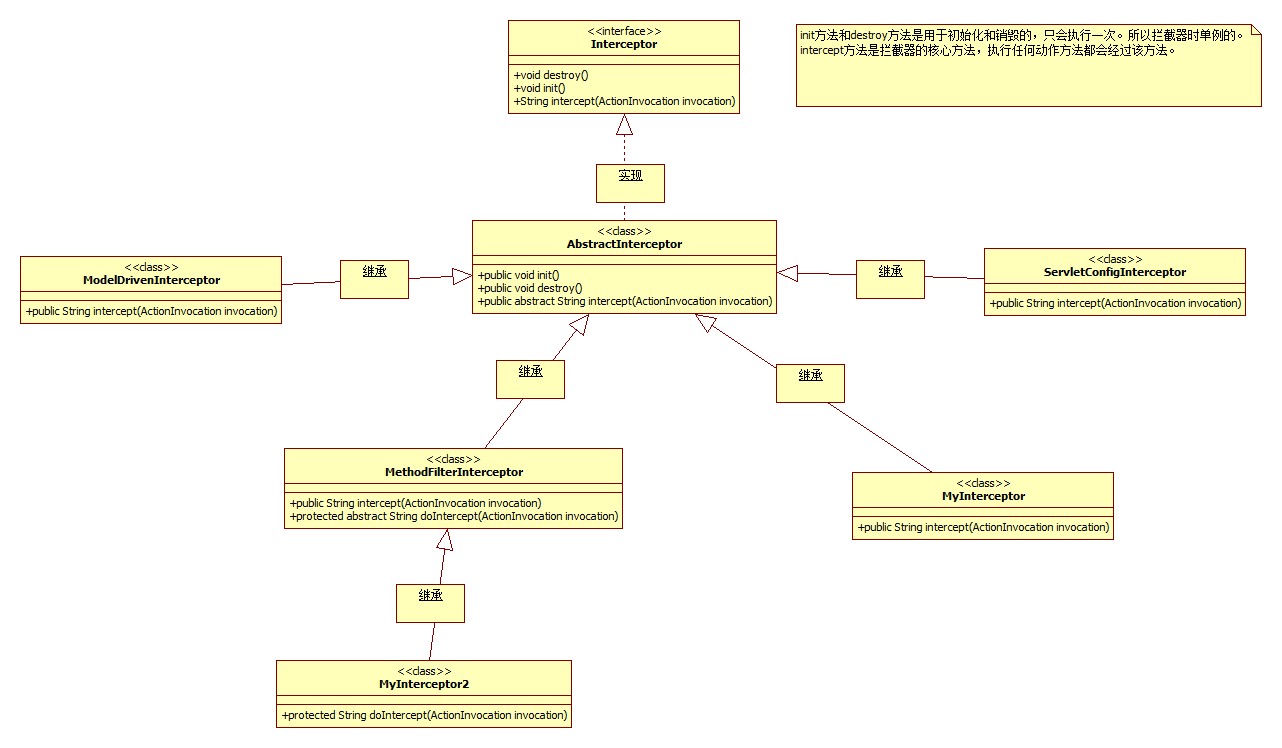 <<interface>>
Interceptor
+void destroy()
+void init()
+String intercept(ActionInvocation invocation)
init方法和destroy方法是用于初始化和销毁的，只会执行一次。所以拦截器时单例的。
intercept方法是拦截器的核心方法，执行任何动作方法都会经过该方法。
实现
<<class>>
AbstractInterceptor
+public void init()
+public void destroy()
+public abstract String intercept(ActionInvocation invocation)
<<class>>
ModelDrivenInterceptor
+public String intercept(ActionInvocation invocation)
继承
继承
<<class>>
ServletConfigInterceptor
+public String intercept(ActionInvocation invocation)
继承
继承
<<class>>
MethodFilterInterceptor
+public String intercept(ActionInvocation invocation)
+protected abstract String doIntercept(ActionInvocation invocation)
<<class>>
MyInterceptor
+public String intercept(ActionInvocation invocation)
继承
<<class>>
MyInterceptor2
+protected String doIntercept(ActionInvocation invocation)